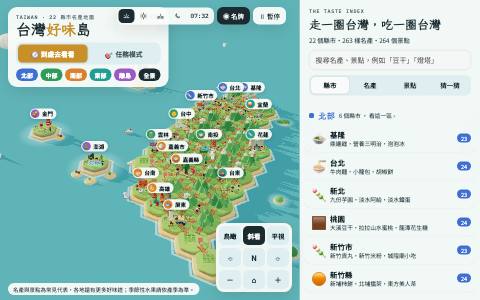 TAIWAN · 22 縣市名產地圖
台灣好味島
07:32
名牌
暫停
到處去看看
任務模式
北部 中部 南部 東部 離島 全景
金門
澎湖
台北
基隆
新竹市
宜蘭
台中
雲林
南投
花蓮
嘉義市
嘉義縣
台南
台東
高雄
屏東
鳥瞰 斜看 平視
N
名產與景點為常見代表，各地還有更多好味道；季節性水果請依產季為準。
THE TASTE INDEX
走一圈台灣，吃一圈台灣
22 個縣市・263 種名產・264 個景點
搜尋名產、景點，例如「豆干」「燈塔」
縣市 名產 景點 猜一猜
北部 6 個縣市・看這一區
基隆 23
鼎邊銼・營養三明治・泡泡冰
台北 24
牛肉麵・小籠包・胡椒餅
新北 24
九份芋圓・淡水阿給・淡水鐵蛋
桃園 24
大溪豆干・拉拉山水蜜桃・龍潭花生糖
新竹市 23
新竹貢丸・新竹米粉・城隍廟小吃
新竹縣 24
新埔柿餅・北埔擂茶・東方美人茶